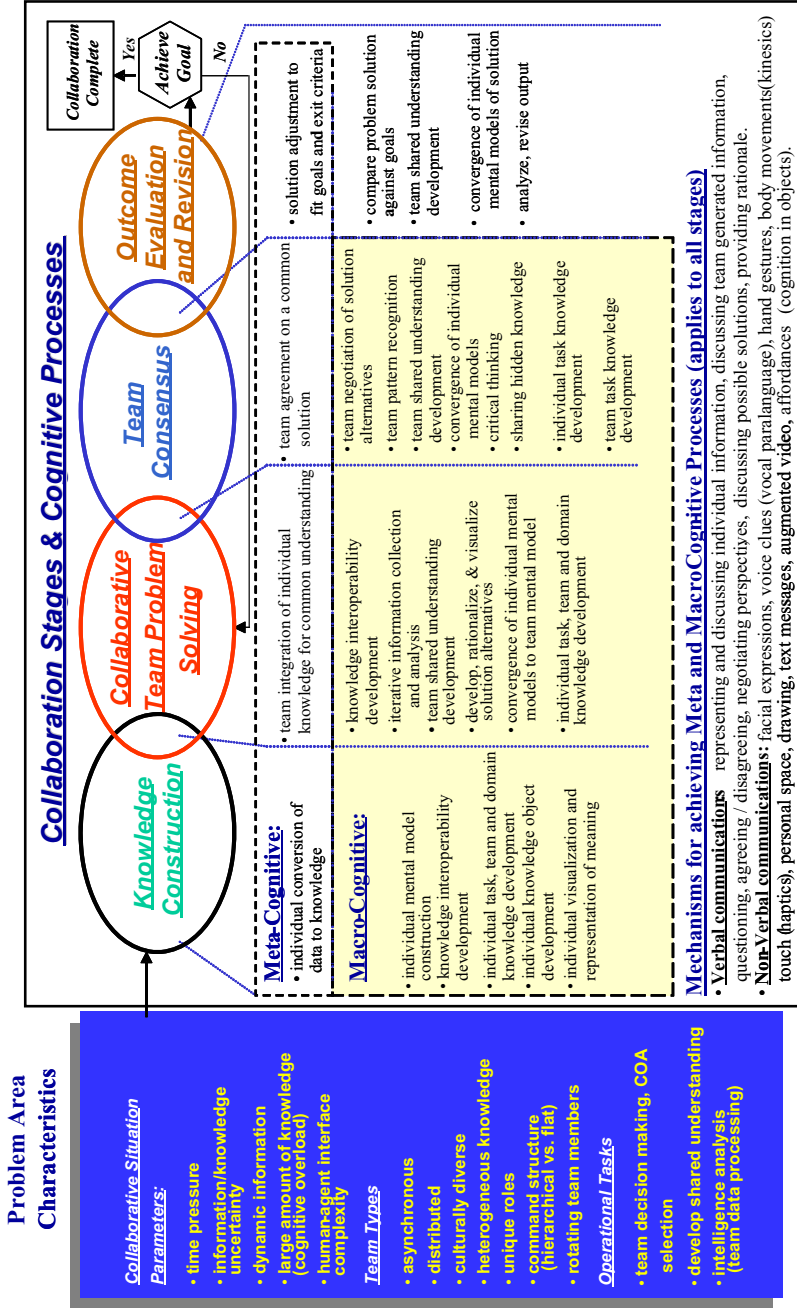 Problem Area
Characteristics
Collaborative Situation
Parameters:
• time pressure
• information/knowledge
uncertainty
• dynamic information
• large amount of knowledge
(cognitive overload)
• human-agent interface
complexity
Team Types
• asynchronous
• distributed
• culturally diverse
• heterogeneous knowledge
• unique roles
• command structure
(hierarchical vs. flat)
• rotating team members
Operational Tasks
• team decision making, COA
selection
• develop shared understanding
• intelligence analysis
(team data processing)
Collaboration Stages & Cognitive Processes
Knowledge
Construction
Collaborative
Team Problem
Solving
Team
Consensus
Outcome
Evaluation
and Revision
Collaboration
Complete
Yes
Achieve
Goal
No
Meta-Cognitive:
• individual conversion of
data to knowledge
• team integration of individual
knowledge for common understanding
• team agreement on a common
solution
• solution adjustment to
fit goals and exit criteria
Macro-Cognitive:
• individual mental model
construction
• knowledge interoperability
development
• individual task, team and domain
knowledge development
• individual knowledge object
development
• individual visualization and
representation of meaning
• knowledge interoperability
development
• iterative information collection
and analysis
• team shared understanding
development
• develop, rationalize, & visualize
solution alternatives
• convergence of individual mental
models to team mental model
• individual task, team and domain
knowledge development
• team negotiation of solution
alternatives
• team pattern recognition
• team shared understanding
development
• convergence of individual
mental models
• critical thinking
• sharing hidden knowledge
• individual task knowledge
development
• team task knowledge
development
• compare problem solution
against goals
• team shared understanding
development
• convergence of individual
mental models of solution
• analyze, revise output
Mechanisms for achieving Meta and MacroCognitive Processes (applies to all stages)
• Verbal communications representing and discussing individual information, discussing team generated information,
questioning, agreeing / disagreeing, negotiating perspectives, discussing possible solutions, providing rationale.
• Non-Verbal communications: facial expressions, voice clues (vocal paralanguage), hand gestures, body movements(kinesics)
touch (haptics), personal space, drawing, text messages, augmented video, affordances (cognition in objects).